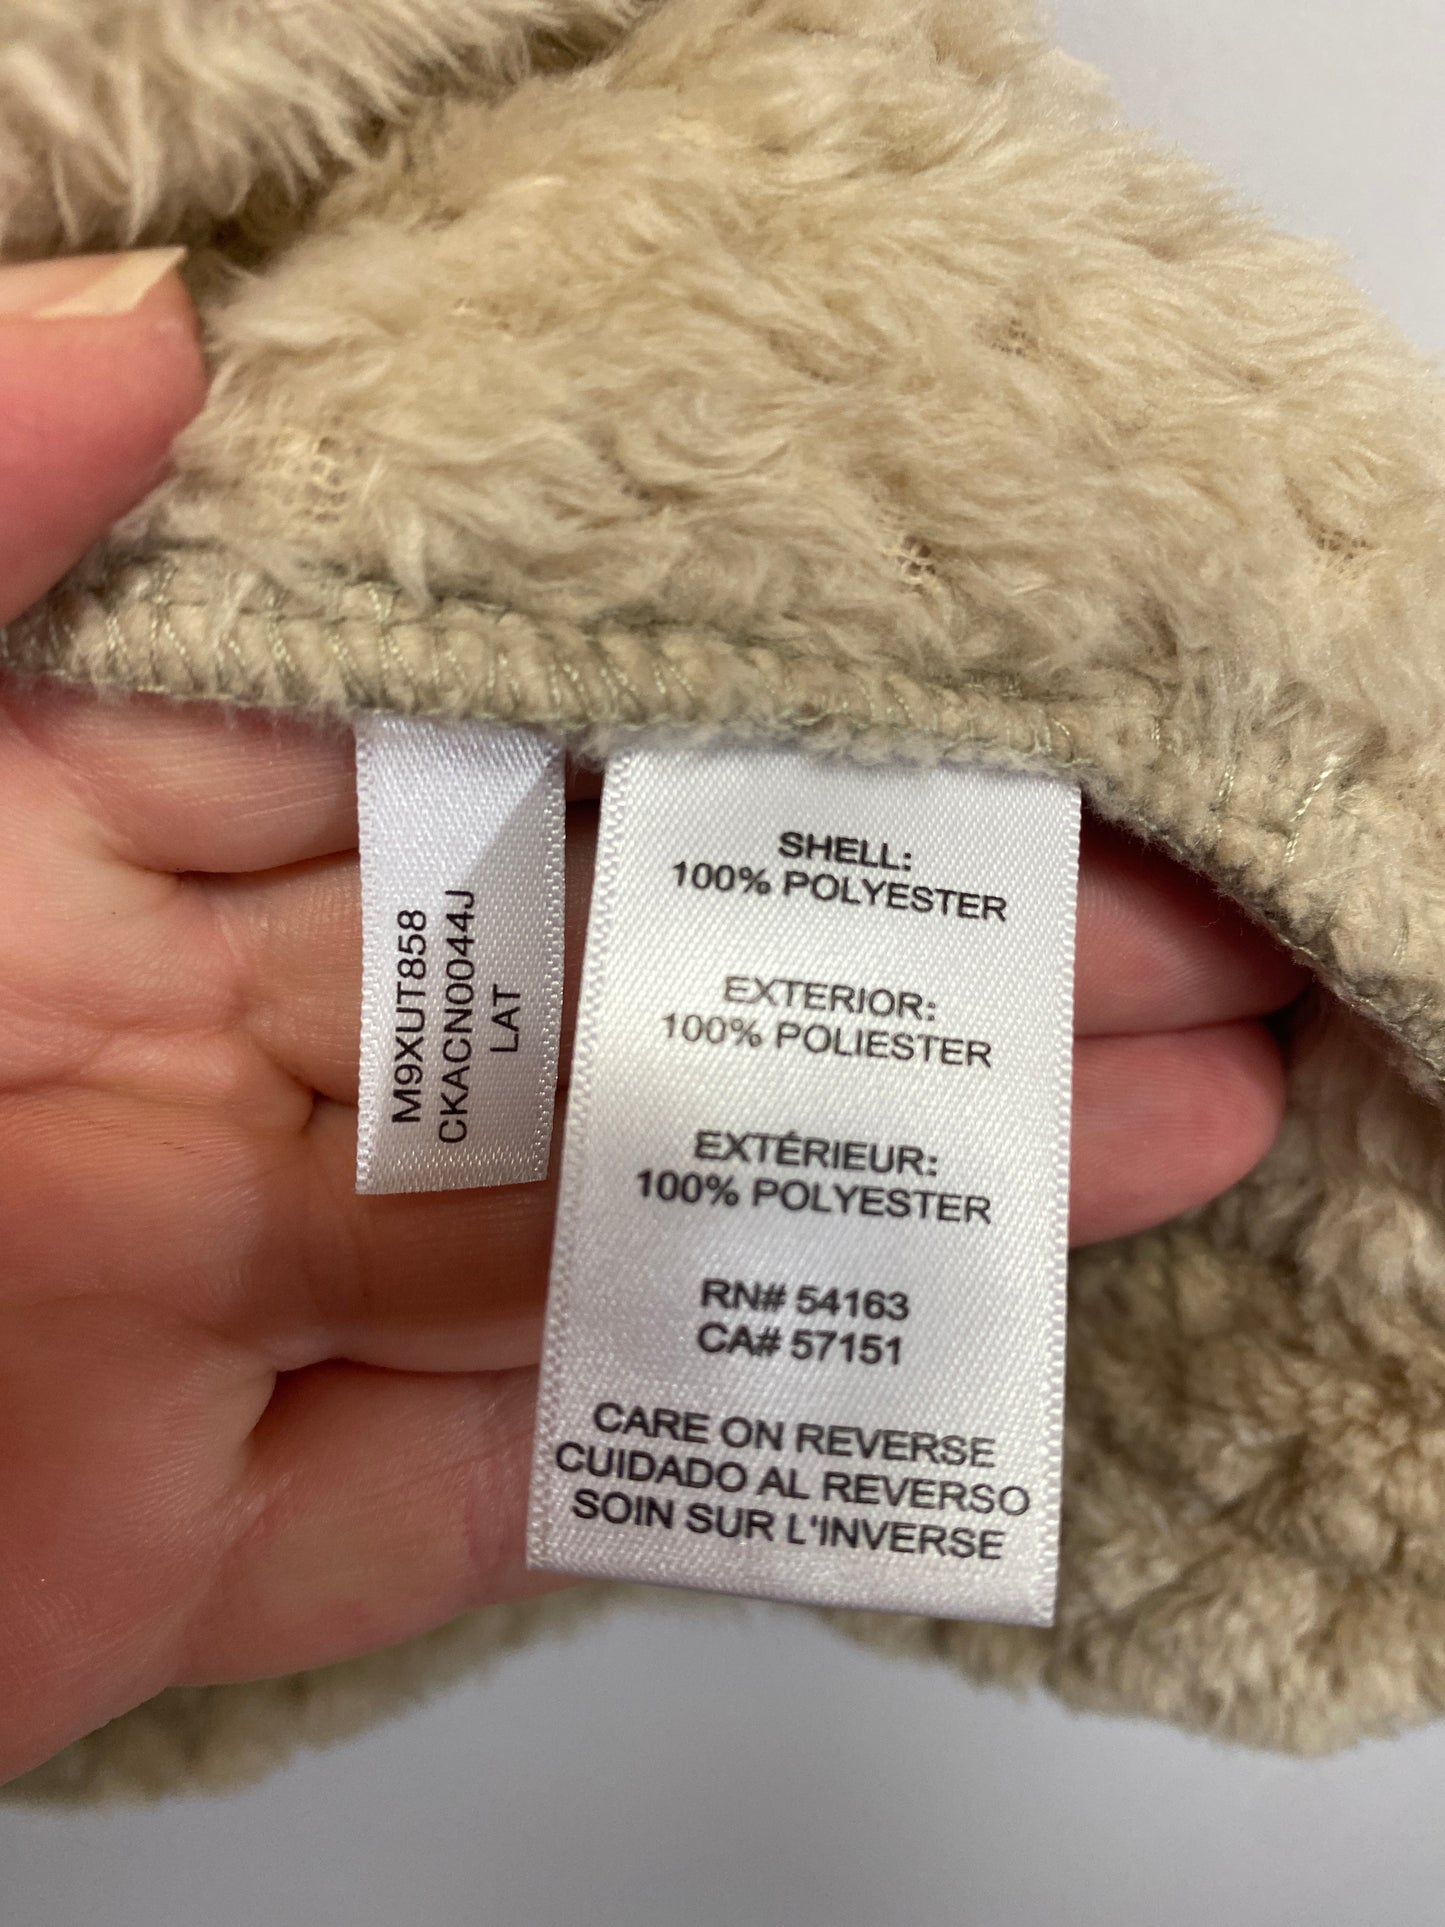 M9XUT858
CKACN0044J
LAT
SHELL:
100% POLYESTER
EXTERIOR:
100% POLIESTER
EXTÉRIEUR:
100% POLYESTER
RN# 54163
CA# 57151
CARE ON REVERSE
CUIDADO AL REVERSO
SOIN SUR L'INVERSE